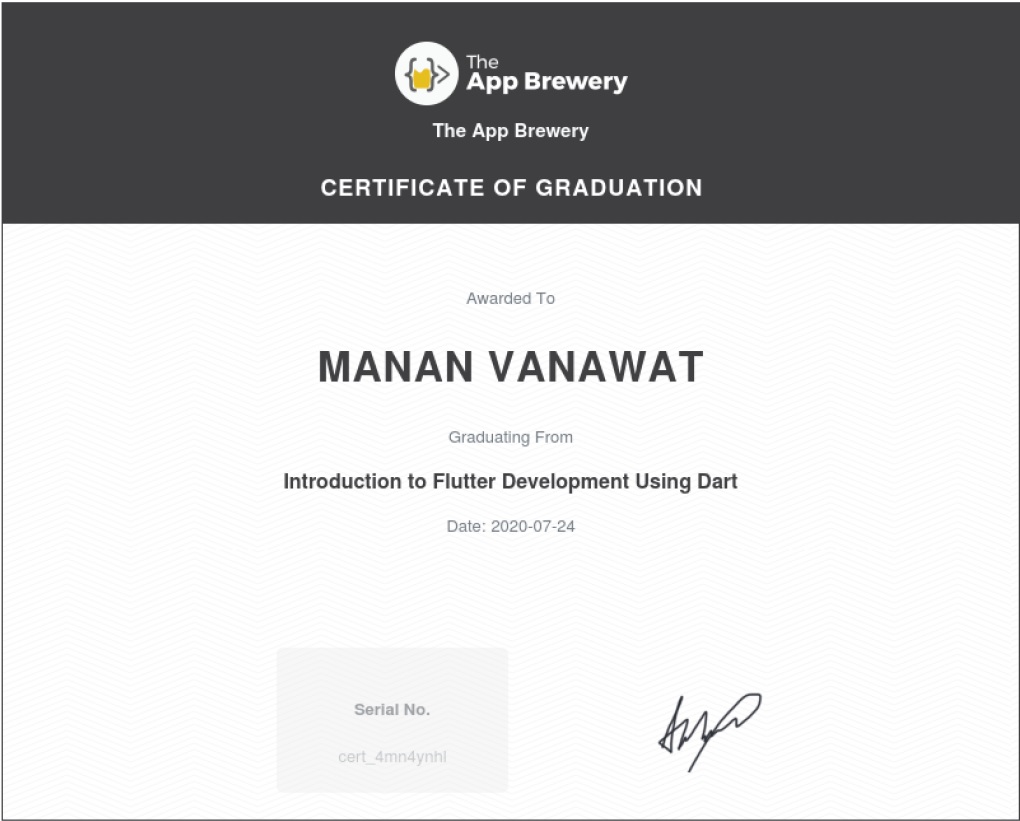 The
App Brewery
The App Brewery
CERTIFICATE OF GRADUATION
Awarded To
MANAN VANAWAT
Graduating From
Introduction to Flutter Development Using Dart
Date: 2020-07-24
Serial No.
cert_4mn4ynhl